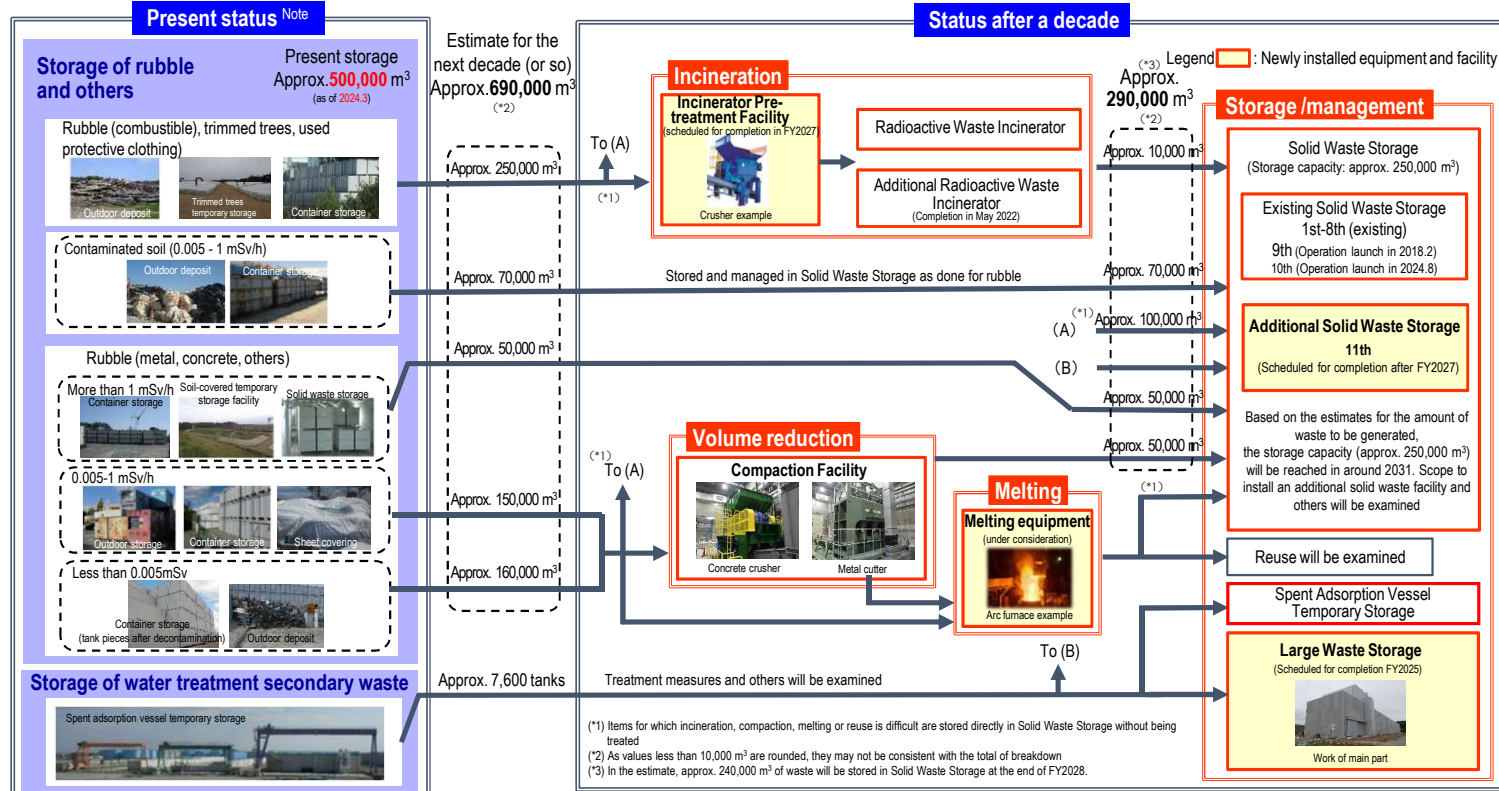 Present status Note
Storage of rubble
and others
Present storage
Approx.500,000 m³
(as of 2024.3)
Rubble (combustible), trimmed trees, used
protective clothing)
Outdoor deposit
Trimmed trees
temporary storage
Container storage
Contaminated soil (0.005 - 1 mSv/h)
Outdoor deposit
Container storage
Rubble (metal, concrete, others)
More than 1 mSv/h
Container storage
Soil-covered temporary
storage facility
Solid waste storage
0.005-1 mSv/h
Outdoor storage
Container storage
Sheet covering
Less than 0.005mSv
Container storage
(tank pieces after decontamination)
Outdoor deposit
Storage of water treatment secondary waste
Spent adsorption vessel temporary storage
Estimate for the
next decade (or so)
Approx.690,000 m³
(*2)
Approx. 250,000 m³
Approx. 70,000 m³
Approx. 50,000 m³
Approx. 150,000 m³
Approx. 160,000 m³
Approx. 7,600 tanks
Status after a decade
Legend : Newly installed equipment and facility
To (A)
(*1)
Incineration
Incinerator Pre-
treatment Facility
(scheduled for completion in FY2027)
Crusher example
Radioactive Waste Incinerator
Additional Radioactive Waste
Incinerator
(Completion in May 2022)
Stored and managed in Solid Waste Storage as done for rubble
(*1)
To (A)
Volume reduction
Compaction Facility
Concrete crusher
Metal cutter
Melting
Melting equipment
(under consideration)
Arc furnace example
Treatment measures and others will be examined
To (B)
(*3)
Approx.
290,000 m³
(*2)
Approx. 10,000 m³
Approx. 70,000 m³
(A)
(*1)
Approx. 100,000 m³
(B)
Approx. 50,000 m³
Approx. 50,000 m³
(*1)
Storage /management
Solid Waste Storage
(Storage capacity: approx. 250,000 m³)
Existing Solid Waste Storage
1st-8th (existing)
9th (Operation launch in 2018.2)
10th (Operation launch in 2024.8)
Additional Solid Waste Storage
11th
(Scheduled for completion after FY2027)
Based on the estimates for the amount of
waste to be generated,
the storage capacity (approx. 250,000 m³)
will be reached in around 2031. Scope to
install an additional solid waste facility and
others will be examined
Reuse will be examined
Spent Adsorption Vessel
Temporary Storage
Large Waste Storage
(Scheduled for completion FY2025)
Work of main part
(*1) Items for which incineration, compaction, melting or reuse is difficult are stored directly in Solid Waste Storage without being
treated
(*2) As values less than 10,000 m³ are rounded, they may not be consistent with the total of breakdown
(*3) In the estimate, approx. 240,000 m³ of waste will be stored in Solid Waste Storage at the end of FY2028.